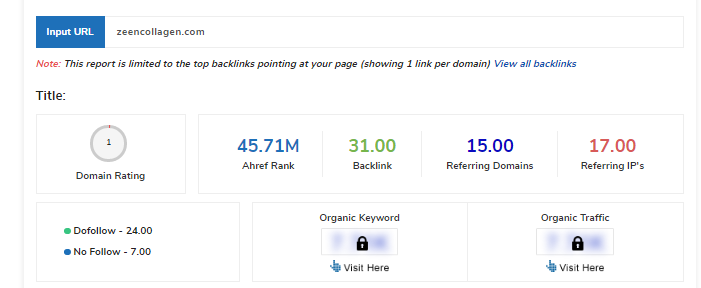 Input URL zeencollagen.com
Note: This report is limited to the top backlinks pointing at your page (showing 1 link per domain) View all backlinks
Title:
1
Domain Rating
45.71M
Ahref Rank
31.00
Backlink
15.00
Referring Domains
17.00
Referring IP's
Dofollow - 24.00
No Follow - 7.00
Organic Keyword
Visit Here
Organic Traffic
Visit Here